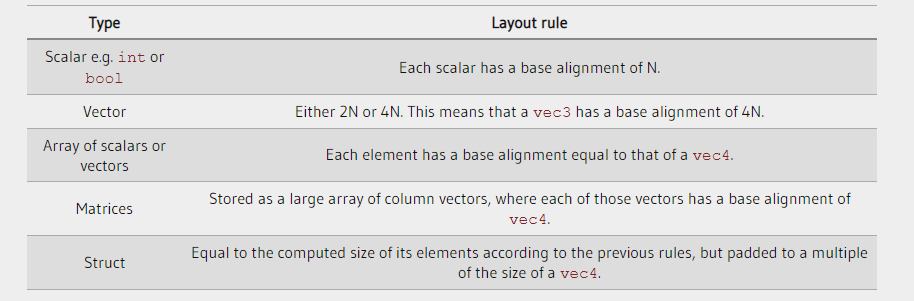 Type Layout rule
Scalar e.g. int or
bool
Each scalar has a base alignment of N.
Vector Either 2N or 4N. This means that a vec3 has a base alignment of 4N.
Array of scalars or
vectors
Each element has a base alignment equal to that of a vec4.
Matrices
Stored as a large array of column vectors, where each of those vectors has a base alignment of
vec4.
Struct
Equal to the computed size of its elements according to the previous rules, but padded to a multiple
of the size of a vec4.